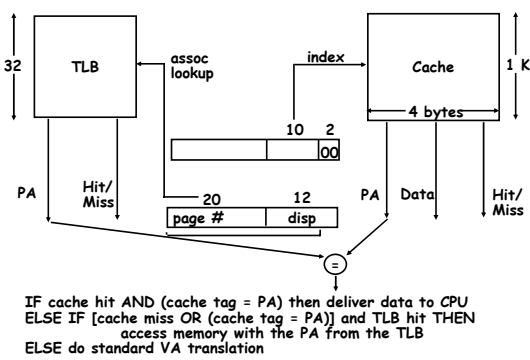 32
TLB
assoc
lookup
index
Cache
1 K
4 bytes
10 2
00
PA
Hit/
Miss
20 12
page # disp
PA
Data
Hit/
Miss
=
IF cache hit AND (cache tag = PA) then deliver data to CPU
ELSE IF [cache miss OR (cache tag = PA)] and TLB hit THEN
access memory with the PA from the TLB
ELSE do standard VA translation